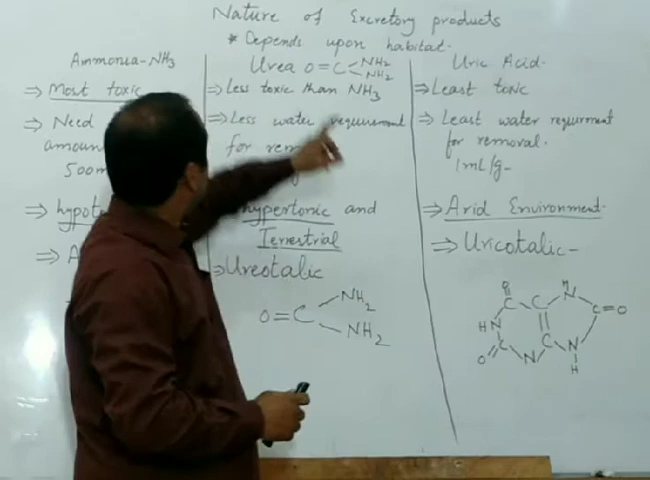 Nature of Excretory products
* Depends upon habitat.
Ammonia-NH3
⇒ Most toxic
⇒ Need
amoun
500m
⇒ hypot
⇒ A
Urea O=C NH2 NH2
⇒ Less toxic than NH3
⇒ Less water requirement
for rem
hypertonic and
Terrestrial
⇒ Ureotalic
O=C NH2
NH2
Uric Acid.
⇒ Least toxic
⇒ Least water requirment
for removal.
1mL/g-
⇒ Arid Environment.
⇒ Uricotalic-
O H
C C N
HN C=O
O C C N
N H